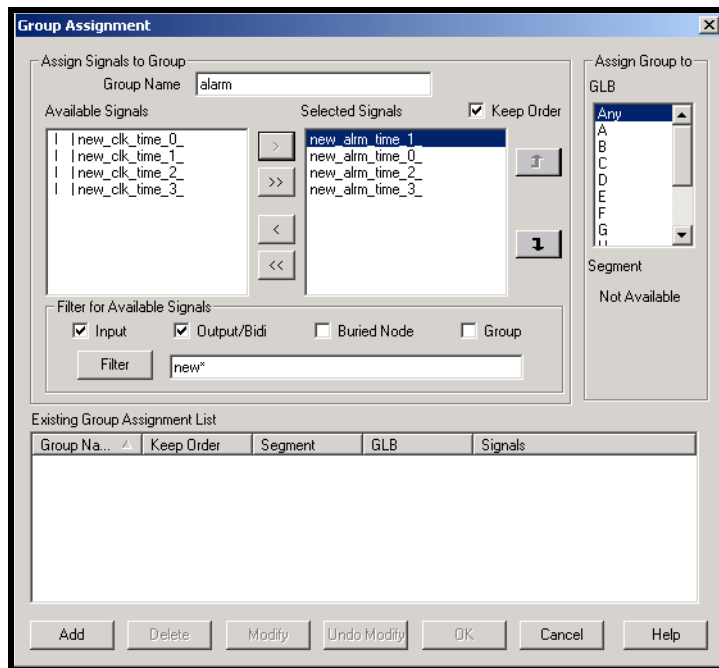 Group Assignment
Assign Signals to Group
Group Name alarm
Available Signals
| |new_clk_time_0_
| |new_clk_time_1_
| |new_clk_time_2_
| |new_clk_time_3_
>
>>
<
<<
Selected Signals
Keep Order
new_alrm_time_1_
new_alrm_time_0_
new_alrm_time_2_
new_alrm_time_3_
Filter for Available Signals
Input Output/Bidi Buried Node Group
Filter new*
Assign Group to
GLB
Any
A
B
C
D
E
F
G
Segment
Not Available
Existing Group Assignment List
Group Na... Keep Order Segment GLB Signals
Add Delete Modify Undo Modify OK Cancel Help